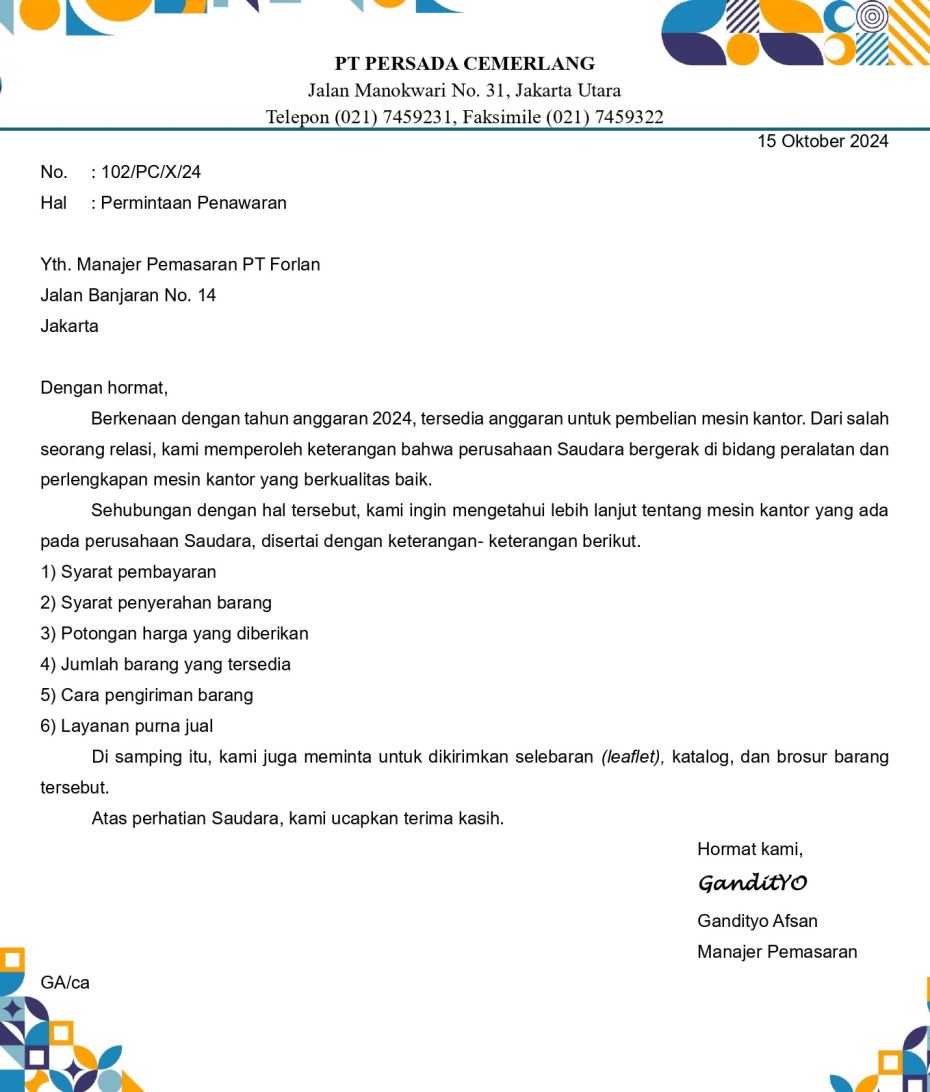 PT PERSADA CEMERLANG
Jalan Manokwari No. 31, Jakarta Utara
Telepon (021) 7459231, Faksimile (021) 7459322
15 Oktober 2024
No. : 102/PC/X/24
Hal : Permintaan Penawaran
Yth. Manajer Pemasaran PT Forlan
Jalan Banjaran No. 14
Jakarta
Dengan hormat,
Berkenaan dengan tahun anggaran 2024, tersedia anggaran untuk pembelian mesin kantor. Dari salah
seorang relasi, kami memperoleh keterangan bahwa perusahaan Saudara bergerak di bidang peralatan dan
perlengkapan mesin kantor yang berkualitas baik.
Sehubungan dengan hal tersebut, kami ingin mengetahui lebih lanjut tentang mesin kantor yang ada
pada perusahaan Saudara, disertai dengan keterangan- keterangan berikut.
1) Syarat pembayaran
2) Syarat penyerahan barang
3) Potongan harga yang diberikan
4) Jumlah barang yang tersedia
5) Cara pengiriman barang
6) Layanan purna jual
Di samping itu, kami juga meminta untuk dikirimkan selebaran (leaflet), katalog, dan brosur barang
tersebut.
Atas perhatian Saudara, kami ucapkan terima kasih.
Hormat kami,
GanditYO
Gandityo Afsan
Manajer Pemasaran
GA/ca